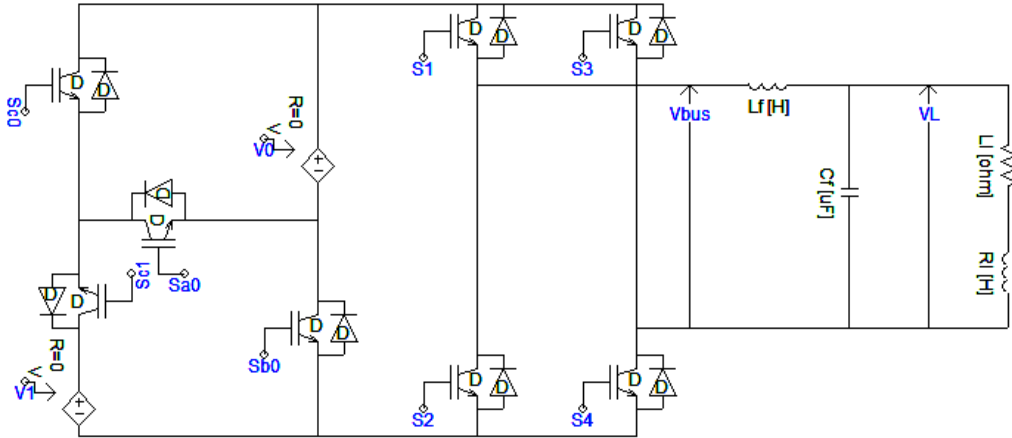 S1
D
D
S3
D
D
Sc0
D
D
R=0
V
V0
Vbus
Lf [H]
VL
Ll [ohm]
Cf [uF]
Rl [H]
D
D
Sc1
Sa0
D
D
R=0
V
V1
Sb0
D
D
S2
D
D
S4
D
D